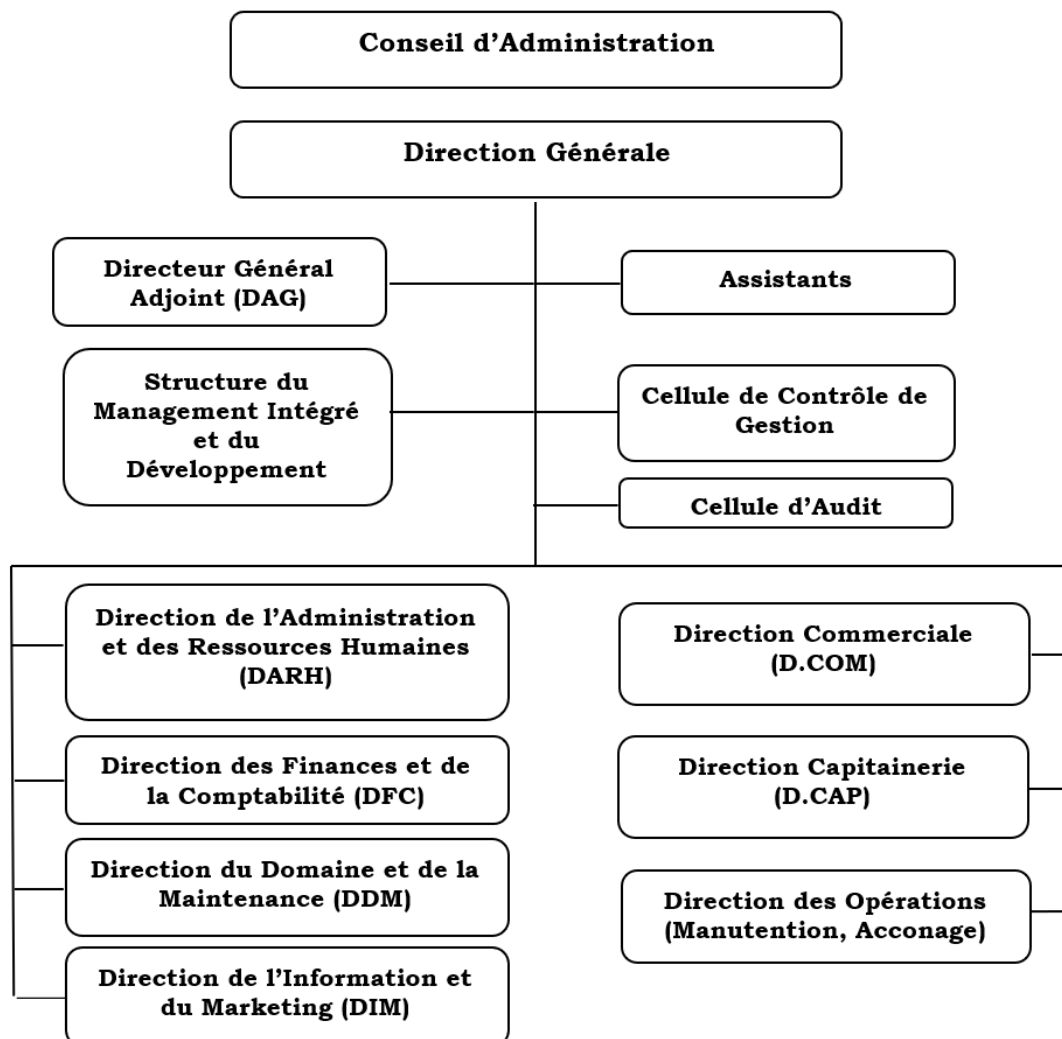 Conseil d'Administration
Direction Générale
Directeur Général
Adjoint (DAG)
Assistants
Structure du
Management Intégré
et du
Développement
Cellule de Contrôle de
Gestion
Cellule d'Audit
Direction de l'Administration
et des Ressources Humaines
(DARH)
Direction Commerciale
(D.COM)
Direction des Finances et de
la Comptabilité (DFC)
Direction Capitainerie
(D.CAP)
Direction du Domaine et de la
Maintenance (DDM)
Direction des Opérations
(Manutention, Acconage)
Direction de l'Information et
du Marketing (DIM)